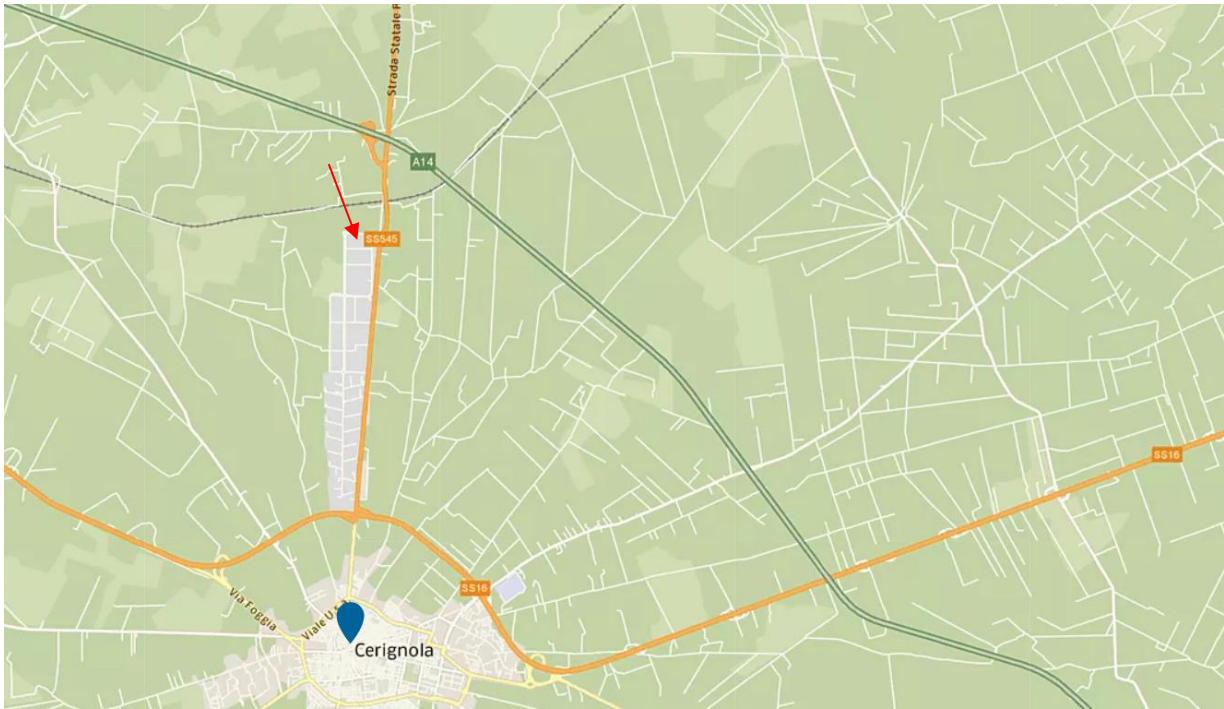 Strada Statale R
A14
SS545
SS16
SS16
Via Foggia
Viale U.s.
Cerignola